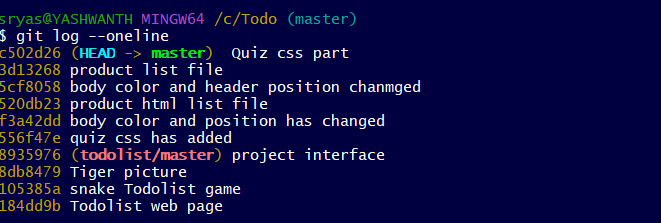 sryas@YASHWANTH MINGW64 /c/Todo (master)
$ git log --oneline
c502d26 (HEAD -> master)  Quiz css part
3d13268 product list file
5cf8058 body color and header position chanmged
520db23 product html list file
f3a42dd body color and position has changed
556f47e quiz css has added
8935976 (todolist/master) project interface
8db8479 Tiger picture
105385a snake Todolist game
184dd9b Todolist web page